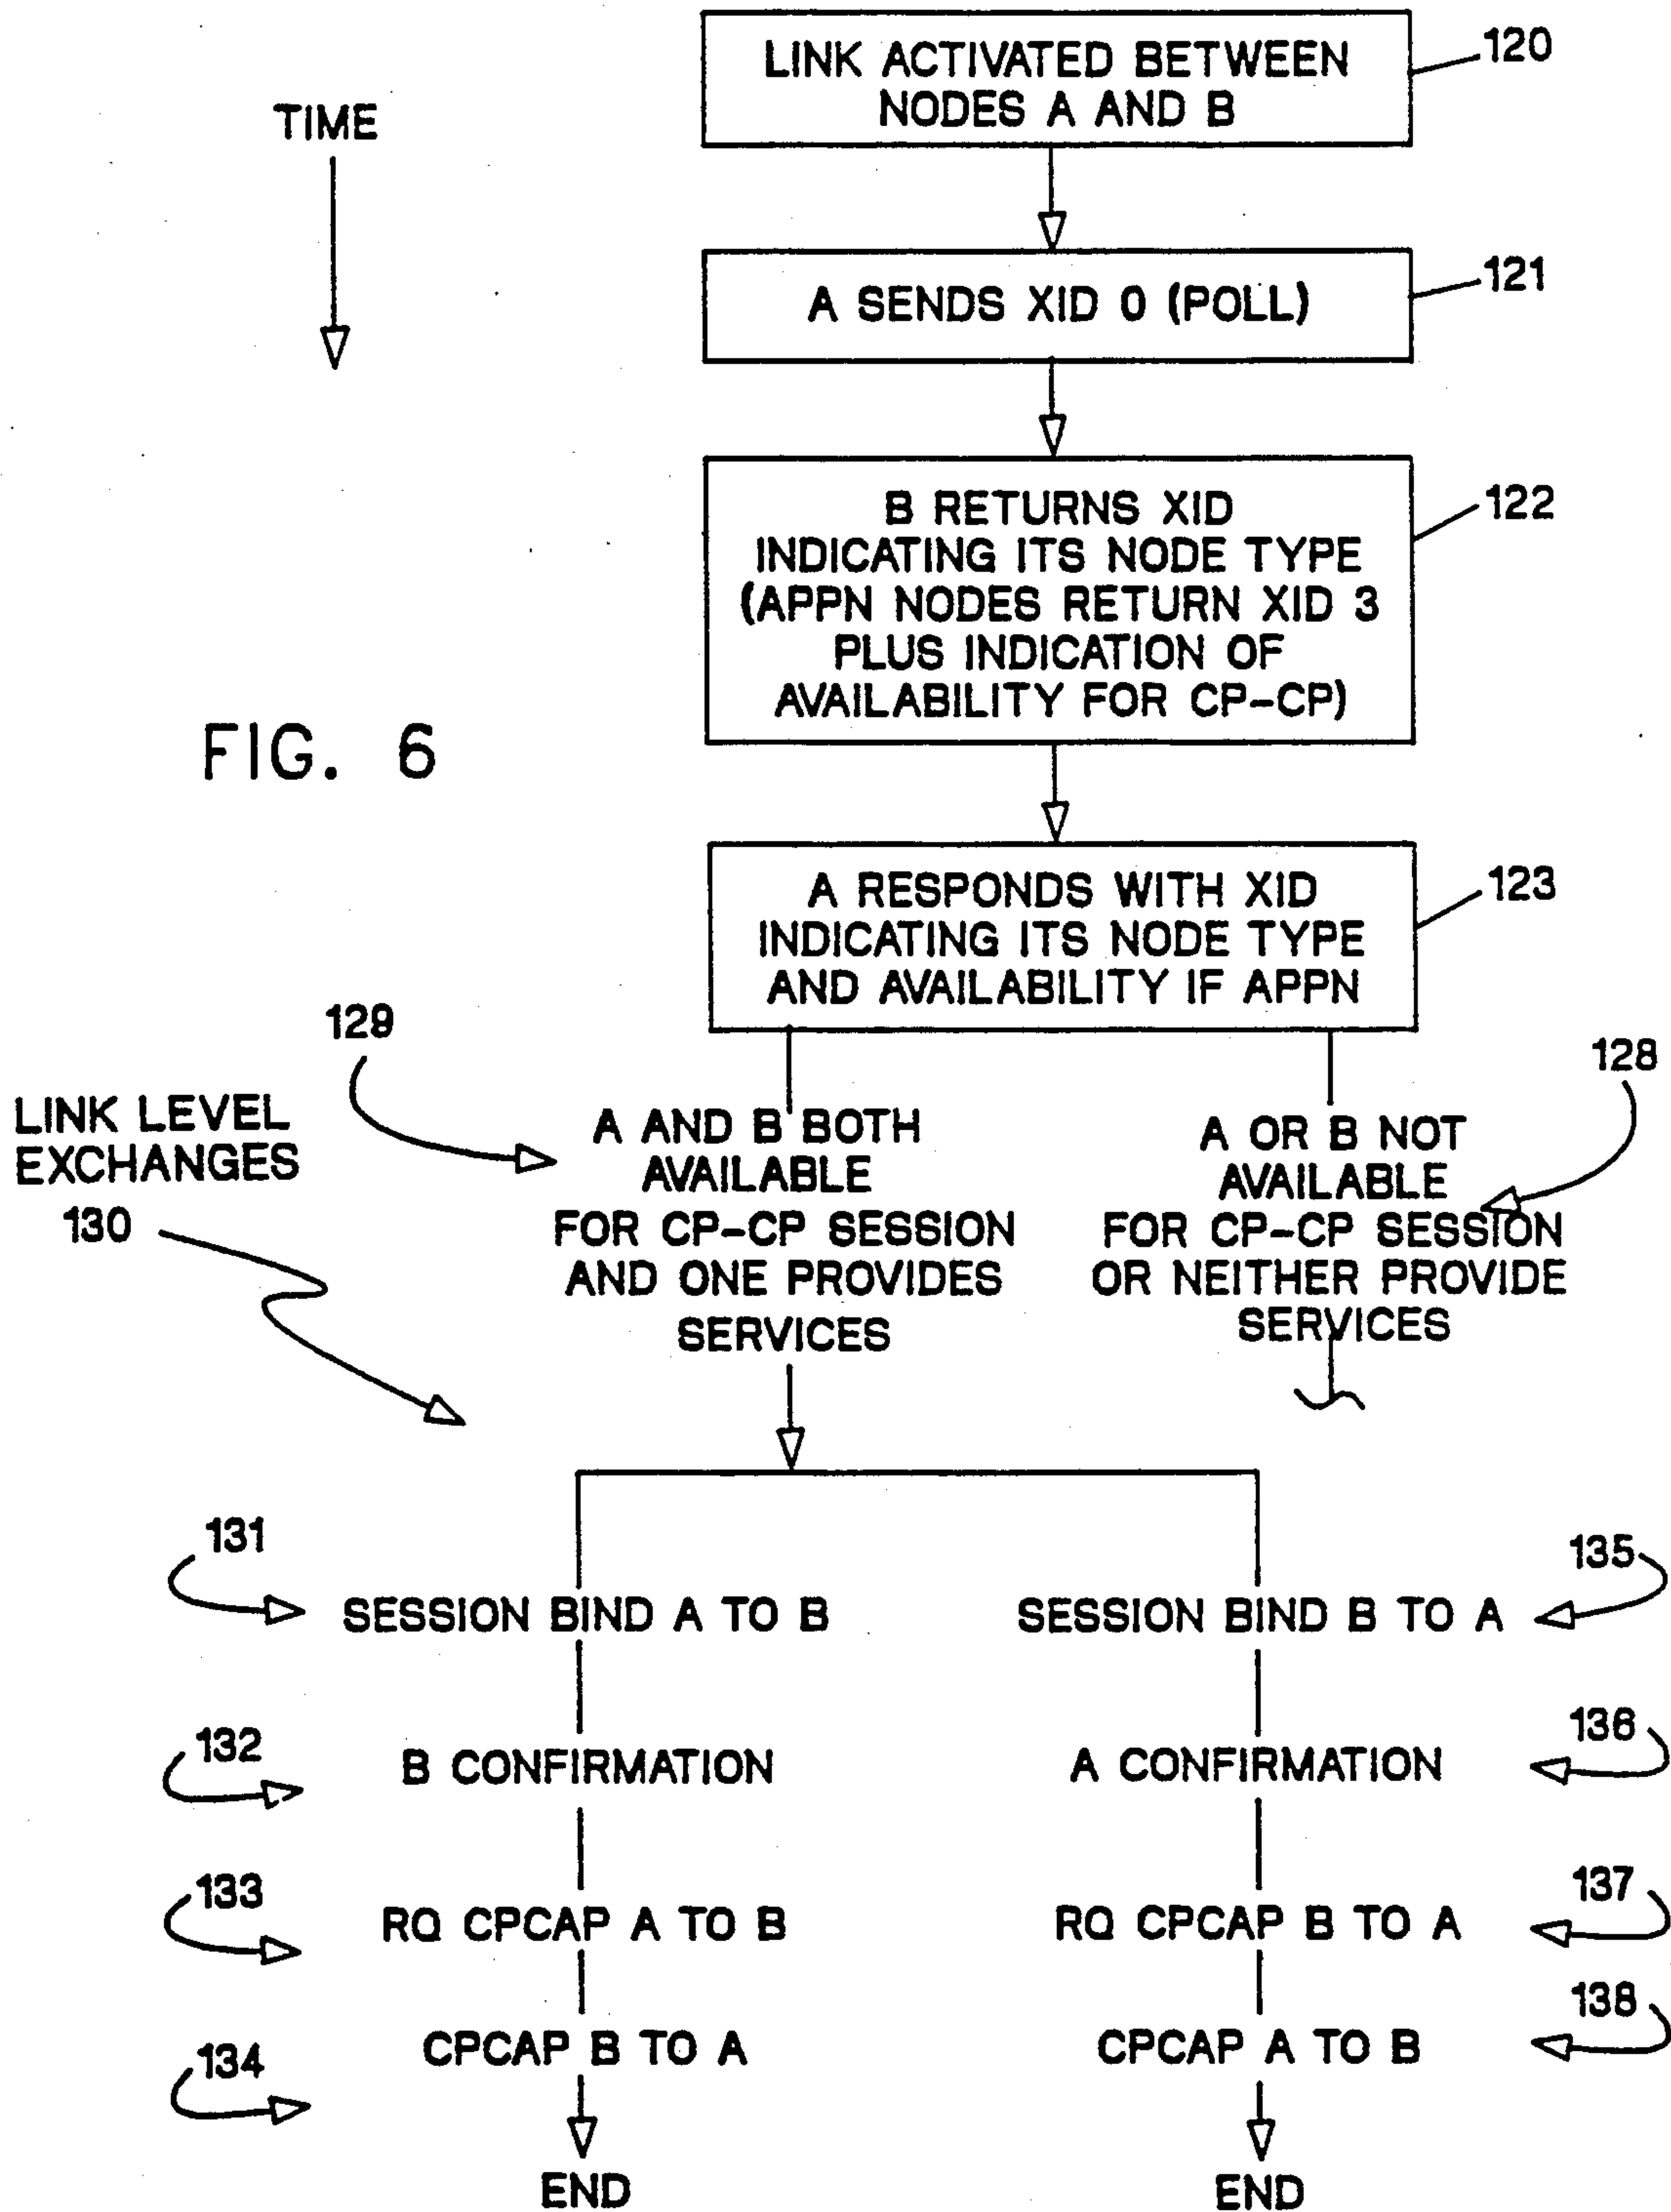 LINK ACTIVATED BETWEEN
NODES A AND B
120
TIME
A SENDS XID 0 (POLL)
121
B RETURNS XID
INDICATING ITS NODE TYPE
(APPN NODES RETURN XID 3
PLUS INDICATION OF
AVAILABILITY FOR CP-CP)
122
FIG. 6
A RESPONDS WITH XID
INDICATING ITS NODE TYPE
AND AVAILABILITY IF APPN
123
129
128
LINK LEVEL
EXCHANGES
130
A AND B BOTH
AVAILABLE
FOR CP-CP SESSION
AND ONE PROVIDES
SERVICES
A OR B NOT
AVAILABLE
FOR CP-CP SESSION
OR NEITHER PROVIDE
SERVICES
131
SESSION BIND A TO B
SESSION BIND B TO A
135
132
B CONFIRMATION
A CONFIRMATION
136
133
RQ CPCAP A TO B
RQ CPCAP B TO A
137
134
CPCAP B TO A
CPCAP A TO B
138
END
END